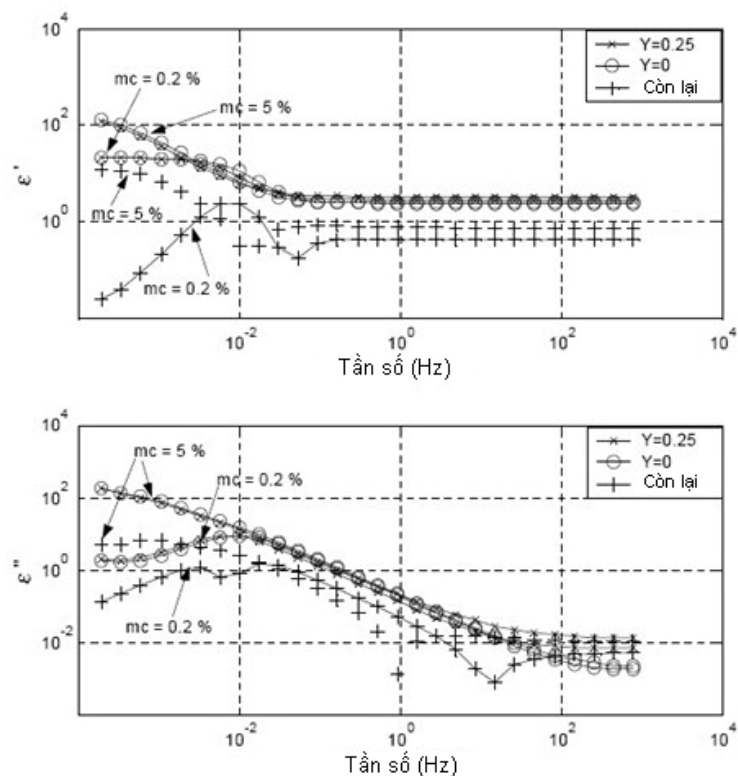 10^4
mc = 0.2 %
mc = 5 %
Y=0.25
Y=0
Còn lại
10^2
ε'
10^0
mc = 5 %
mc = 0.2 %
10^-2
10^0
10^2
10^4
Tần số (Hz)
10^4
mc = 5 %
mc = 0.2 %
Y=0.25
Y=0
Còn lại
10^2
ε"
10^0
mc = 0.2 %
10^-2
10^-2
10^0
10^2
10^4
Tần số (Hz)